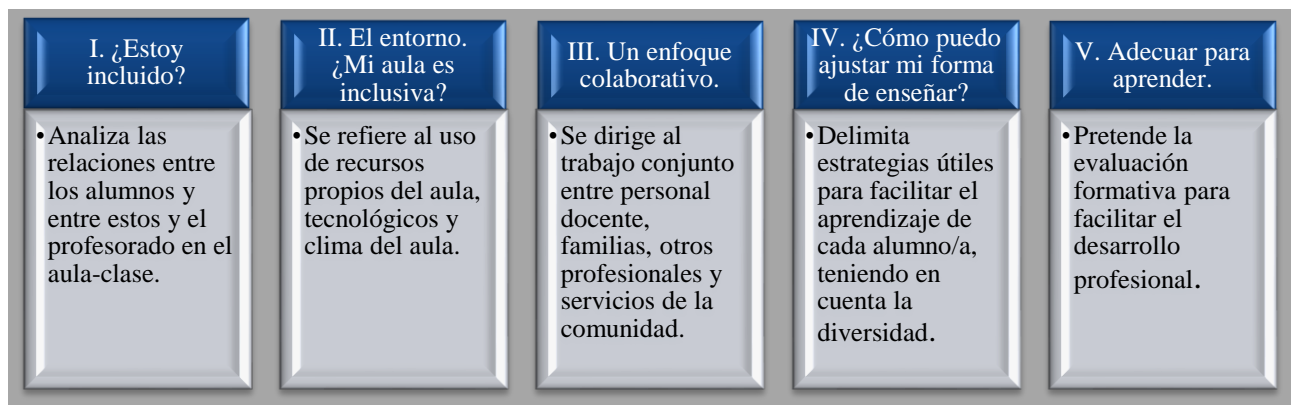 I. ¿Estoy
incluido?
•Analiza las
relaciones entre
los alumnos y
entre estos y el
profesorado en el
aula-clase.
II. El entorno.
¿Mi aula es
inclusiva?
•Se refiere al uso
de recursos
propios del aula,
tecnológicos y
clima del aula.
III. Un enfoque
colaborativo.
•Se dirige al
trabajo conjunto
entre personal
docente,
familias, otros
profesionales y
servicios de la
comunidad.
IV. ¿Cómo puedo
ajustar mi forma
de enseñar?
•Delimita
estrategias útiles
para facilitar el
aprendizaje de
cada alumno/a,
teniendo en
cuenta la
diversidad.
V. Adecuar para
aprender.
•Pretende la
evaluación
formativa para
facilitar el
desarrollo
profesional.